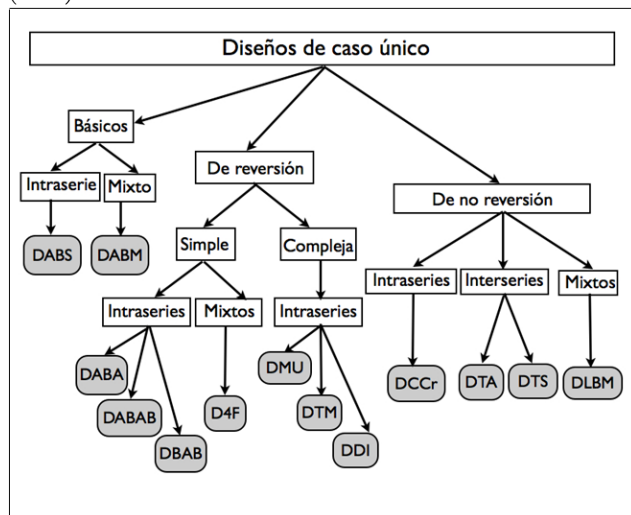 Diseños de caso único
Básicos
De reversión
Intraserie
Mixto
De no reversión
DABS
DABM
Simple
Compleja
Intraseries
Interseries
Mixtos
Intraseries
Mixtos
Intraseries
DABA
DMU
DCCr
DTA
DTS
DLBM
DABAB
D4F
DTM
DBAB
DDI